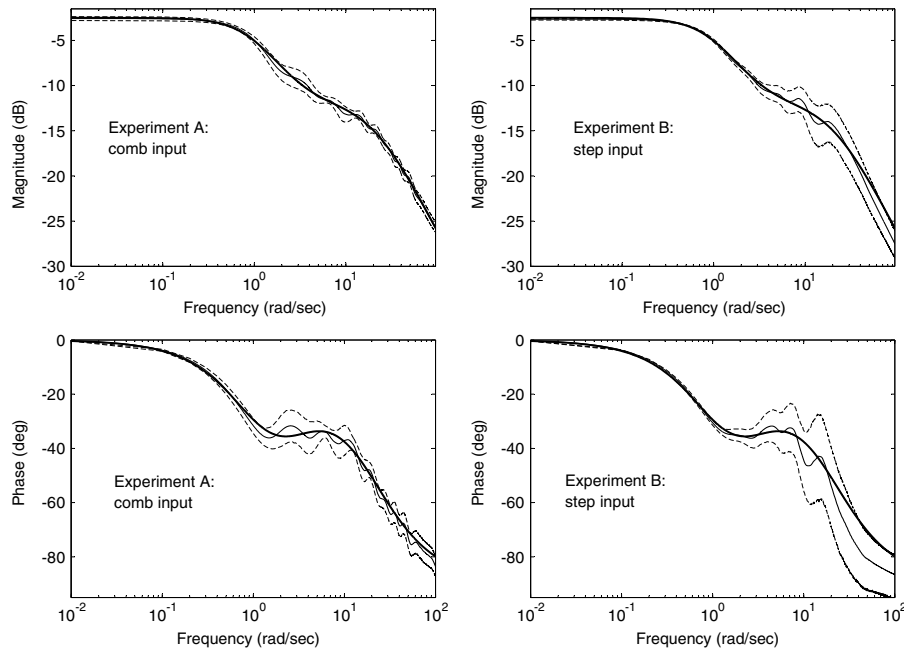 -5
-10
-15
-20
-25
-30
Magnitude (dB)
Experiment A:
comb input
10^-2
10^-1
10^0
10^1
Frequency (rad/sec)
-5
-10
-15
-20
-25
-30
Magnitude (dB)
Experiment B:
step input
10^-2
10^-1
10^0
10^1
Frequency (rad/sec)
0
-20
-40
-60
-80
Phase (deg)
Experiment A:
comb input
10^-2
10^-1
10^0
10^1
10^2
Frequency (rad/sec)
0
-20
-40
-60
-80
Phase (deg)
Experiment B:
step input
10^-2
10^-1
10^0
10^1
10^2
Frequency (rad/sec)